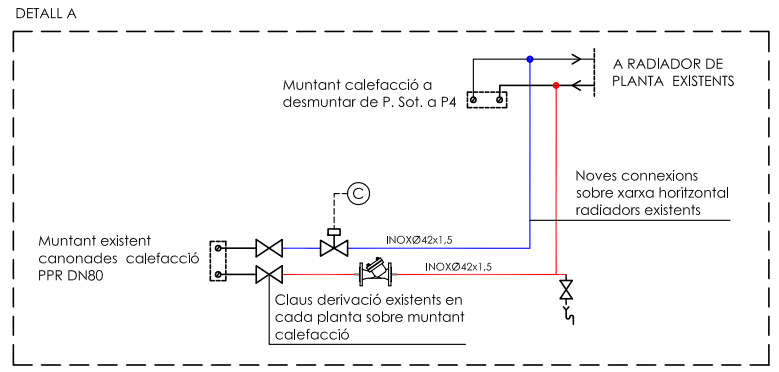 DETALL A
A RADIADOR DE
PLANTA EXISTENTS
Muntant calefacció a
desmuntar de P. Sot. a P4
Noves connexions
sobre xarxa horitzontal
radiadors existents
C
Muntant existent
canonades calefacció
PPR DN80
INOXØ42x1,5
INOXØ42x1,5
Claus derivació existents en
cada planta sobre muntant
calefacció